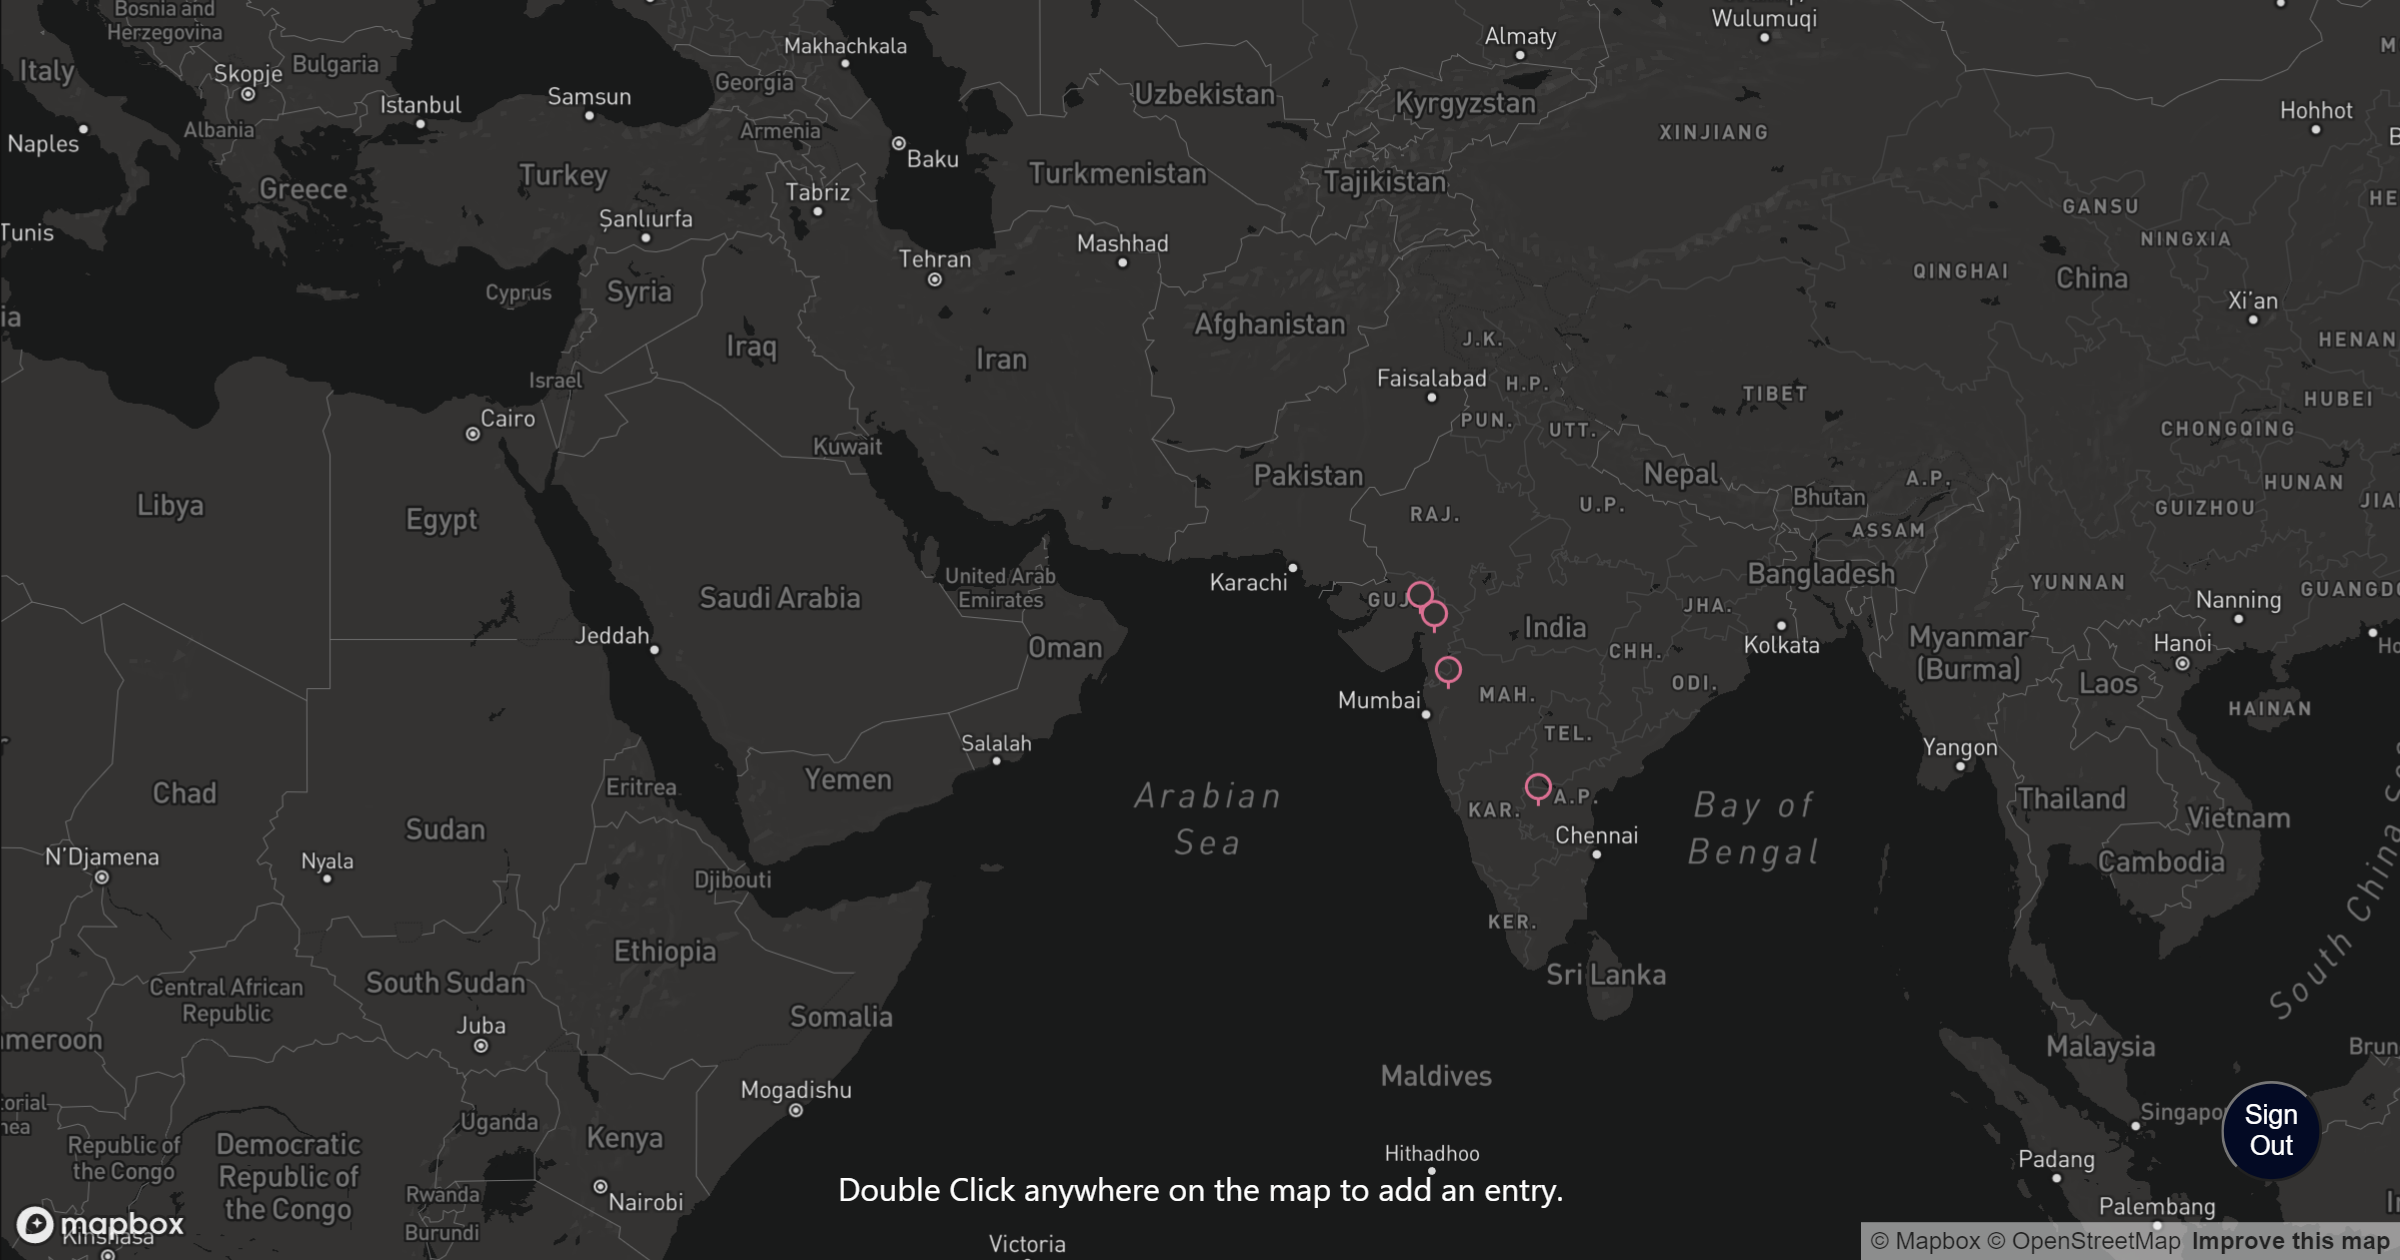 Bosnia and
Herzegovina
Makhachkala
Wulumuqi
Almaty
Italy
Skopje
Bulgaria
Georgia
Uzbekistan
Kyrgyzstan
Istanbul
Samsun
Hohhot
Naples
Albania
Armenia
XINJIANG
Baku
Greece
Turkey
Tabriz
Turkmenistan
Tajikistan
GANSU
Tunis
Şanlıurfa
Mashhad
NINGXIA
Tehran
QINGHAI
China
Cyprus
Syria
Xi'an
Afghanistan
Iraq
Iran
J.K.
HENAN
Israel
Faisalabad
H.P.
TIBET
HUBEI
Cairo
PUN.
UTT.
CHONGQING
Kuwait
Pakistan
Nepal
A.P.
HUNAN
Libya
Egypt
RAJ.
U.P.
Bhutan
GUIZHOU
ASSAM
Karachi
United Arab
Emirates
Bangladesh
YUNNAN
GUANGD
Saudi Arabia
GUJ
JHA.
Nanning
Jeddah
Oman
India
Kolkata
Myanmar
(Burma)
Hanoi
CHH.
Laos
ODI.
Mumbai
MAH.
HAINAN
Salalah
TEL.
Yangon
Chad
Eritrea
Yemen
Arabian
Sea
KAR.
A.P.
Bay of
Bengal
Thailand
Vietnam
Sudan
Chennai
N'Djamena
Nyala
Djibouti
Cambodia
South China
KER.
Ethiopia
Sri Lanka
Central African
Republic
South Sudan
Somalia
Juba
meroon
Malaysia
Brun
Maldives
Mogadishu
Uganda
Singapo
Sign
Out
Republic of
the Congo
Democratic
Republic of
the Congo
Kenya
Hithadhoo
Padang
Rwanda
Nairobi
Double Click anywhere on the map to add an entry.
Palembang
mapbox
Kinshasa
Burundi
Victoria
© Mapbox © OpenStreetMap Improve this map